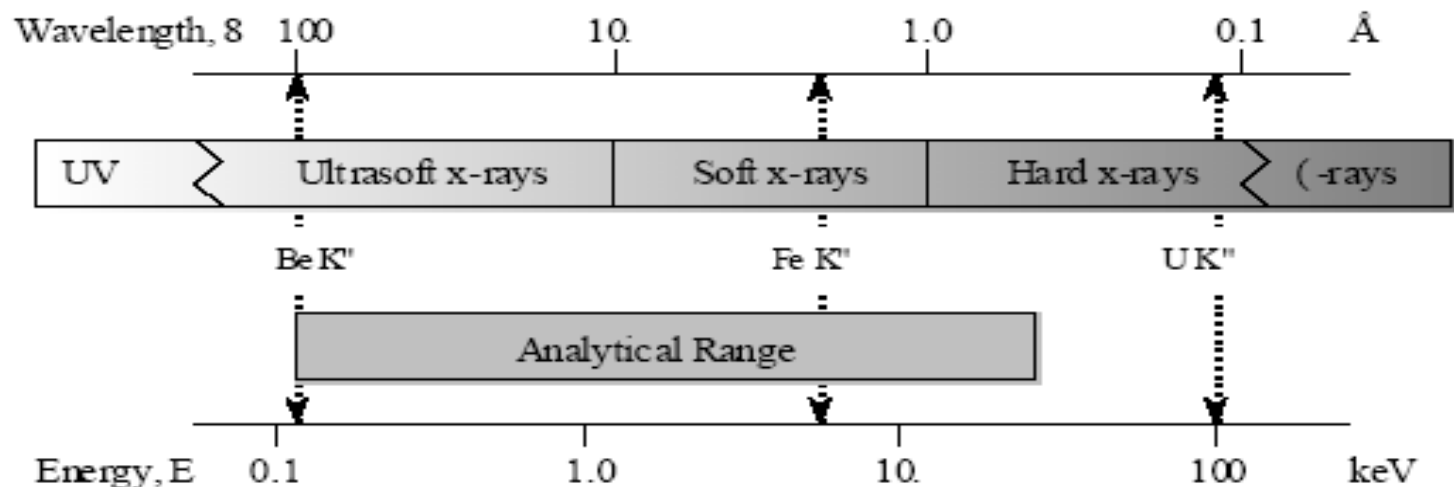 Wavelength, 8 100 10. 1.0 0.1 Å
UV Ultrasoft x-rays Soft x-rays Hard x-rays ( -rays
Be K" Fe K" U K"
Analytical Range
Energy, E 0.1 1.0 10. 100 keV